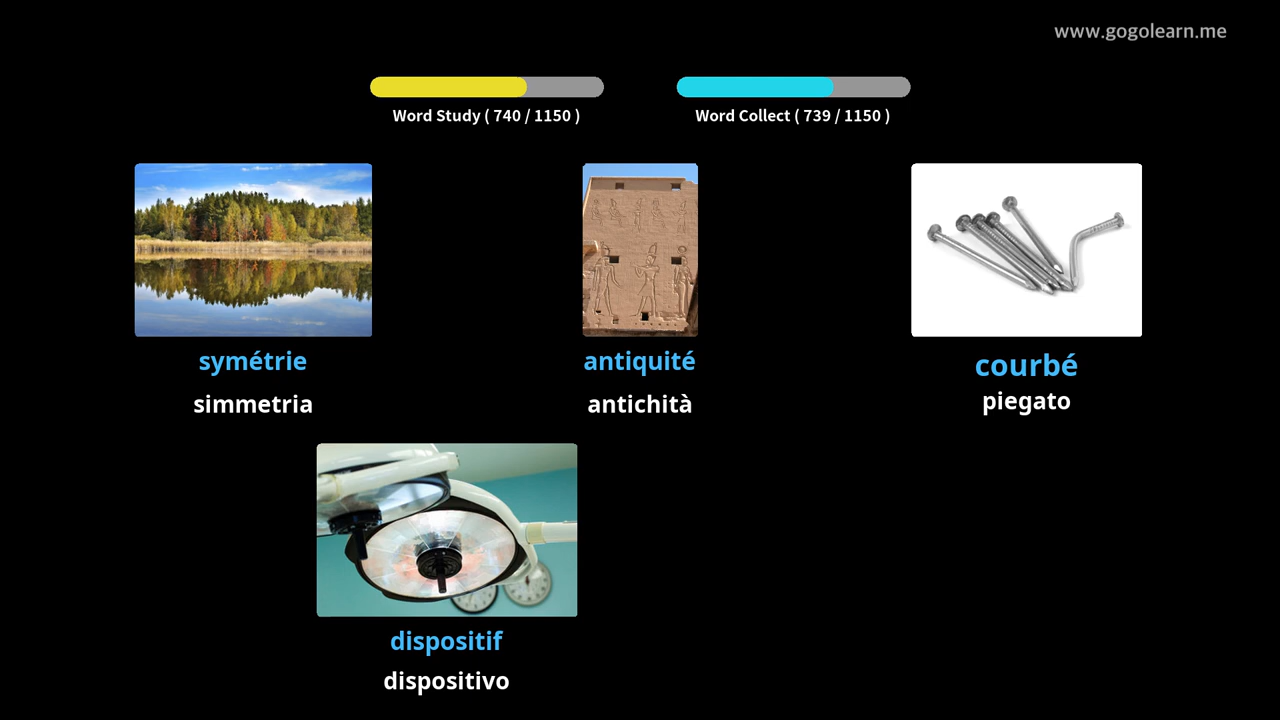 www.gogolearn.me
Word Study ( 740 / 1150 )
Word Collect ( 739 / 1150 )
symétrie
simmetria
antiquité
antichità
courbé
piegato
dispositif
dispositivo